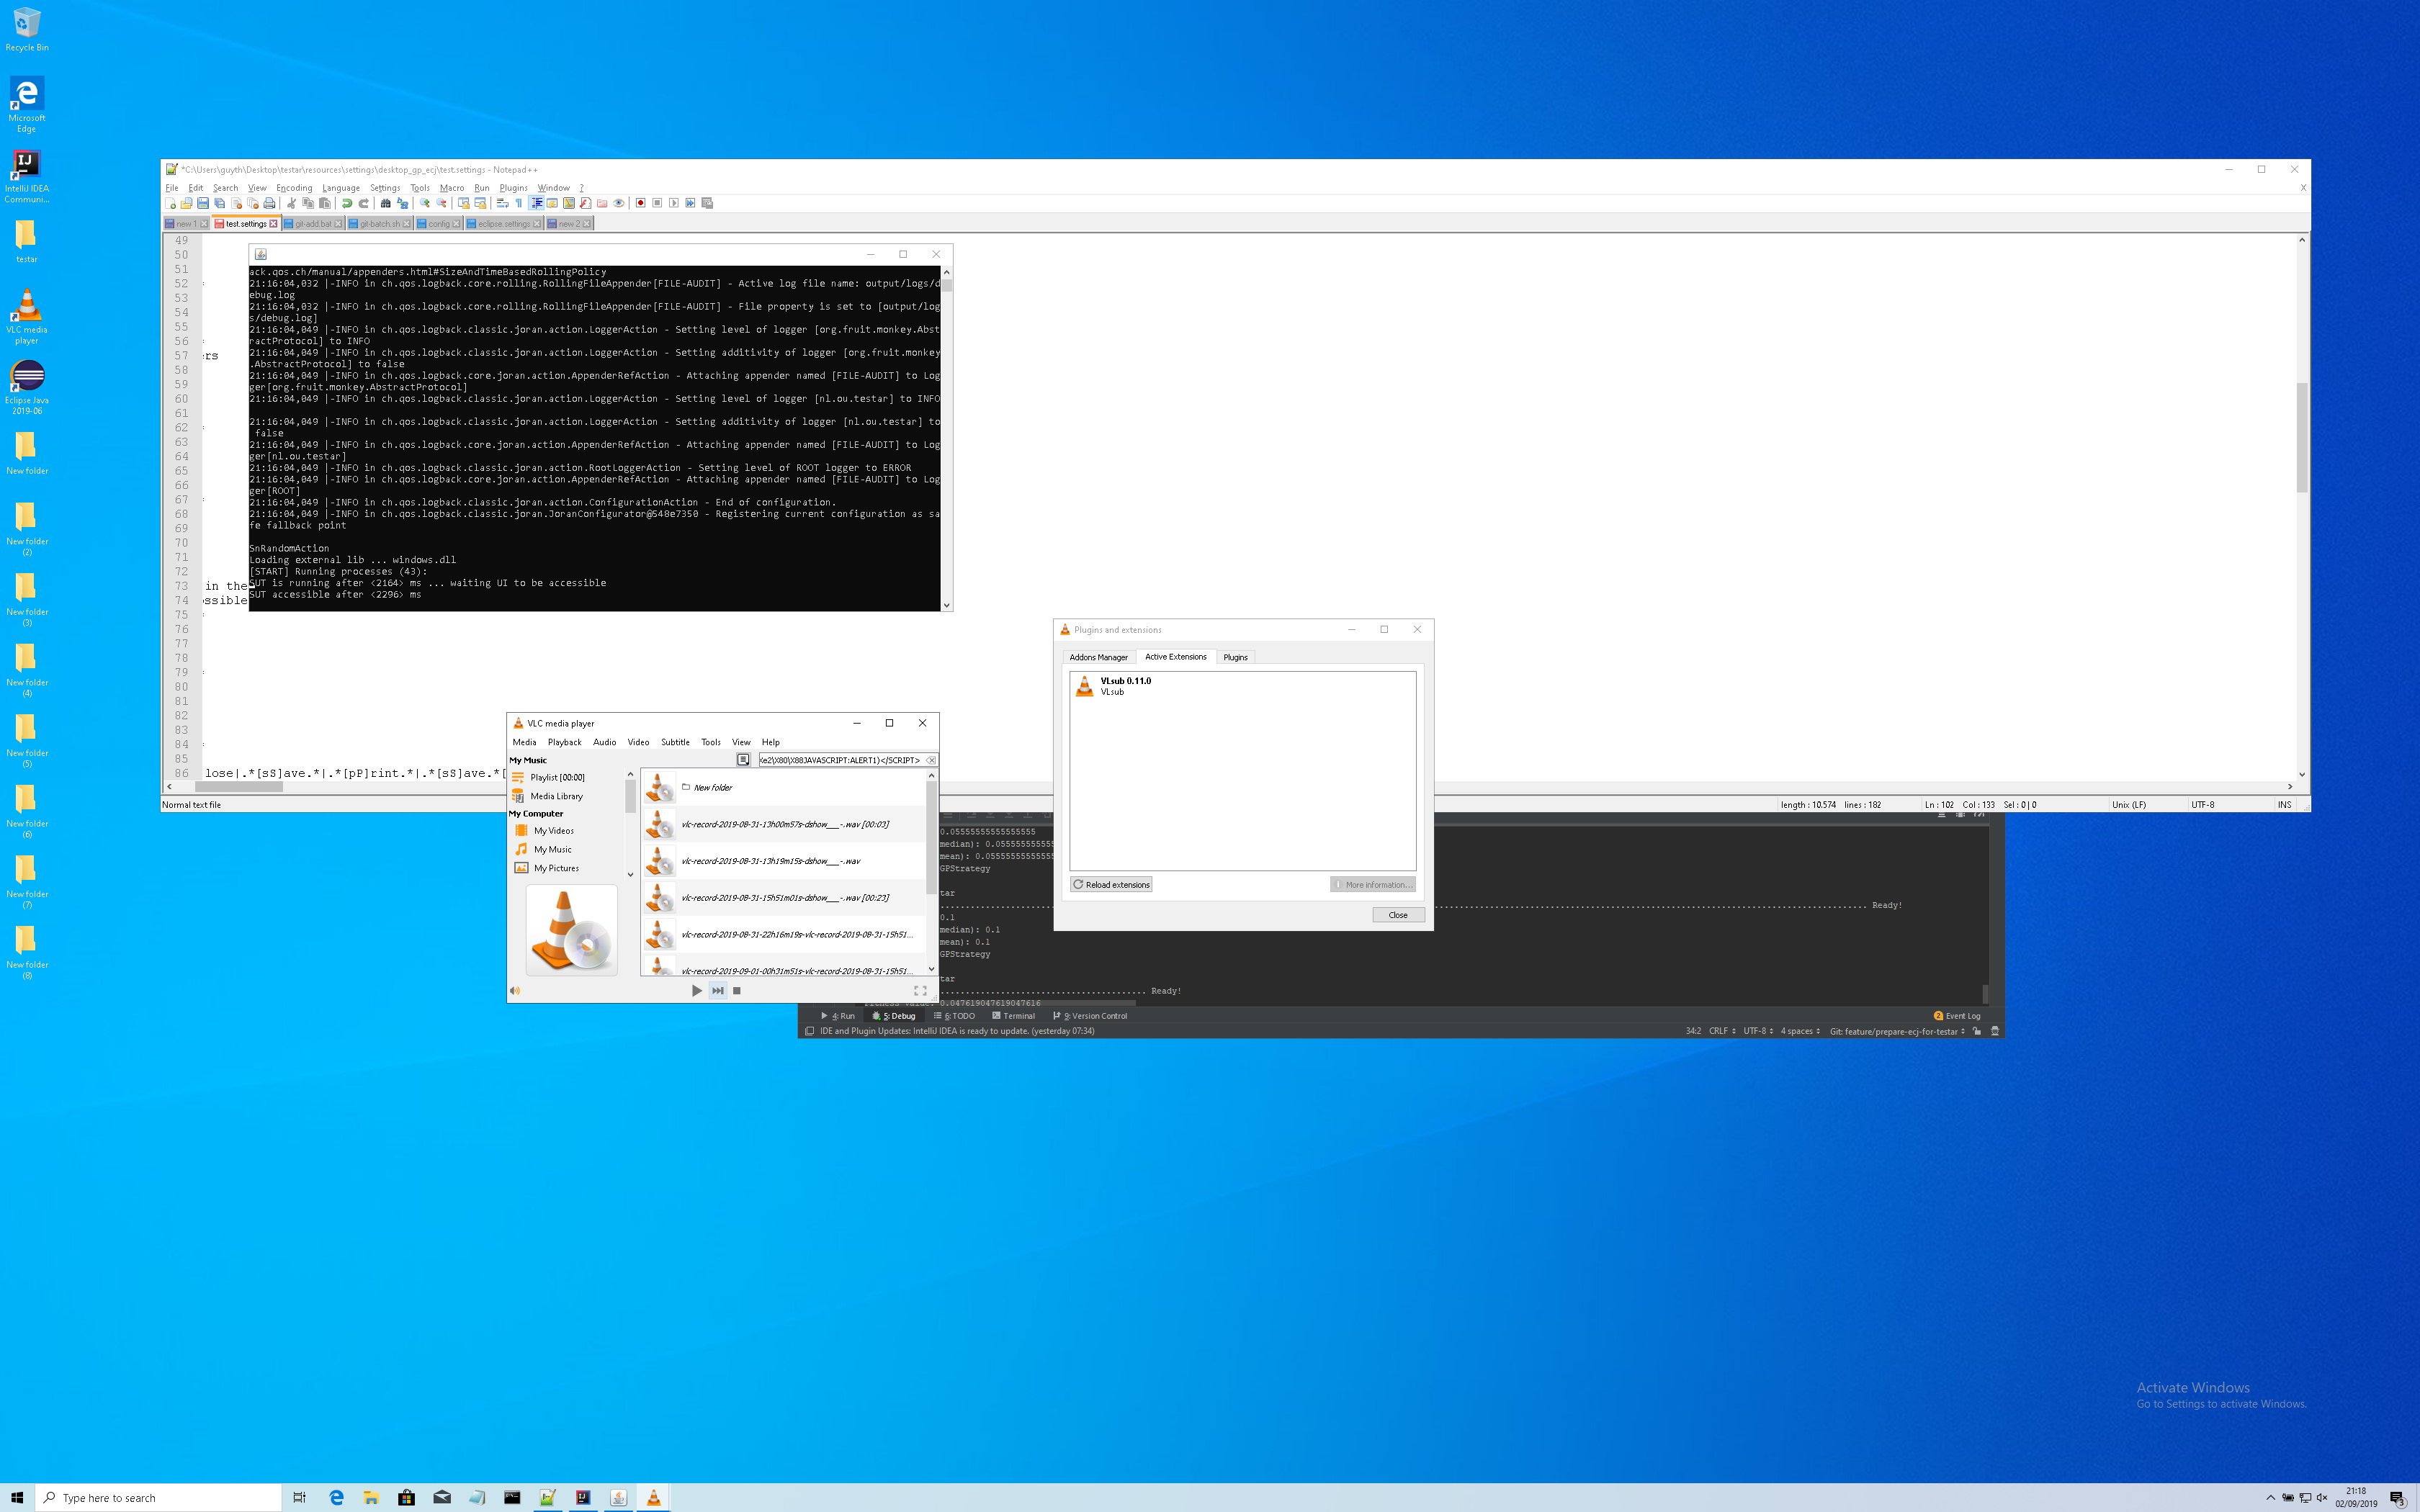 Recycle Bin
Microsoft
Edge
IntelliJ IDEA
Communi...
testar
VLC media
player
Eclipse Java
2019-06
New folder
New folder
(2)
New folder
(3)
New folder
(4)
New folder
(5)
New folder
(6)
New folder
(7)
New folder
(8)
*C:\Users\guyth\Desktop\testar\resources\settings\desktop_gp_ecj\test.settings - Notepad++
File Edit Search View Encoding Language Settings Tools Macro Run Plugins Window ?
X
new 1 test.settings git-add.bat git-batch.sh config eclipse.settings new 2
49
50
51
52
53
54
55
56
57 ers
58
59
60
61
62
63
64
65
66
67
68
69
70
71
72
73 in the
74 ossible
75
76
77
78
79
80
81
82
83
84
85
86 lose|.*[sS]ave.*|.*[pP]rint.*|.*[sS]ave.*[
ack.qos.ch/manual/appenders.html#SizeAndTimeBasedRollingPolicy
21:16:04,032 |-INFO in ch.qos.logback.core.rolling.RollingFileAppender[FILE-AUDIT] - Active log file name: output/logs/d
ebug.log
21:16:04,032 |-INFO in ch.qos.logback.core.rolling.RollingFileAppender[FILE-AUDIT] - File property is set to [output/log
s/debug.log]
21:16:04,049 |-INFO in ch.qos.logback.classic.joran.action.LoggerAction - Setting level of logger [org.fruit.monkey.Abst
ractProtocol] to INFO
21:16:04,049 |-INFO in ch.qos.logback.classic.joran.action.LoggerAction - Setting additivity of logger [org.fruit.monkey
.AbstractProtocol] to false
21:16:04,049 |-INFO in ch.qos.logback.core.joran.action.AppenderRefAction - Attaching appender named [FILE-AUDIT] to Log
ger[org.fruit.monkey.AbstractProtocol]
21:16:04,049 |-INFO in ch.qos.logback.classic.joran.action.LoggerAction - Setting level of logger [nl.ou.testar] to INFO
21:16:04,049 |-INFO in ch.qos.logback.classic.joran.action.LoggerAction - Setting additivity of logger [nl.ou.testar] to
false
21:16:04,049 |-INFO in ch.qos.logback.core.joran.action.AppenderRefAction - Attaching appender named [FILE-AUDIT] to Log
ger[nl.ou.testar]
21:16:04,049 |-INFO in ch.qos.logback.classic.joran.action.RootLoggerAction - Setting level of ROOT logger to ERROR
21:16:04,049 |-INFO in ch.qos.logback.core.joran.action.AppenderRefAction - Attaching appender named [FILE-AUDIT] to Log
ger[ROOT]
21:16:04,049 |-INFO in ch.qos.logback.classic.joran.action.ConfigurationAction - End of configuration.
21:16:04,049 |-INFO in ch.qos.logback.classic.joran.JoranConfigurator@548e7350 - Registering current configuration as sa
fe fallback point
SnRandomAction
Loading external lib ... windows.dll
[START] Running processes (43):
SUT is running after <2164> ms ... waiting UI to be accessible
SUT accessible after <2296> ms
Normal text file
length : 10.574 lines : 182
Ln : 102 Col : 133 Sel : 0 | 0
Unix (LF)
UTF-8
INS
Plugins and extensions
Addons Manager Active Extensions Plugins
VLsub 0.11.0
VLsub
Reload extensions
More information...
Close
VLC media player
Media Playback Audio Video Subtitle Tools View Help
My Music
Playlist [00:00]
Media Library
My Computer
My Videos
My Music
My Pictures
\X80\X88JAVASCRIPT:ALERT1)</SCRIPT>
New folder
vlc-record-2019-08-31-13h00m57s-dshow___-.wav [00:03]
vlc-record-2019-08-31-13h19m15s-dshow___-.wav
vlc-record-2019-08-31-15h51m01s-dshow___-.wav [00:23]
vlc-record-2019-08-31-22h16m19s-vlc-record-2019-08-31-15h51...
vlc-record-2019-09-01-00h31m51s-vlc-record-2019-08-31-15h51...
0.05555555555555555
median): 0.0555555555555
mean): 0.0555555555555
GPStrategy
tar
Ready!
0.1
median): 0.1
mean): 0.1
GPStrategy
tar
Ready!
0.047619047619047616
4: Run 5: Debug 6: TODO Terminal 9: Version Control
2 Event Log
IDE and Plugin Updates: IntelliJ IDEA is ready to update. (yesterday 07:34)
34:2 CRLF UTF-8 4 spaces Git: feature/prepare-ecj-for-testar
Activate Windows
Go to Settings to activate Windows.
Type here to search
21:18
02/09/2019
3